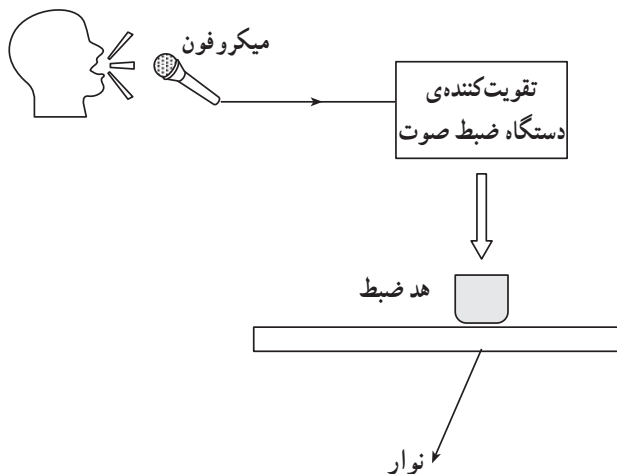 میکروفون
تقویت‌کننده‌ی
دستگاه ضبط صوت
هد ضبط
نوار